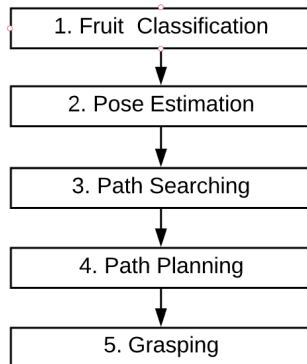 1. Fruit Classification
2. Pose Estimation
3. Path Searching
4. Path Planning
5. Grasping